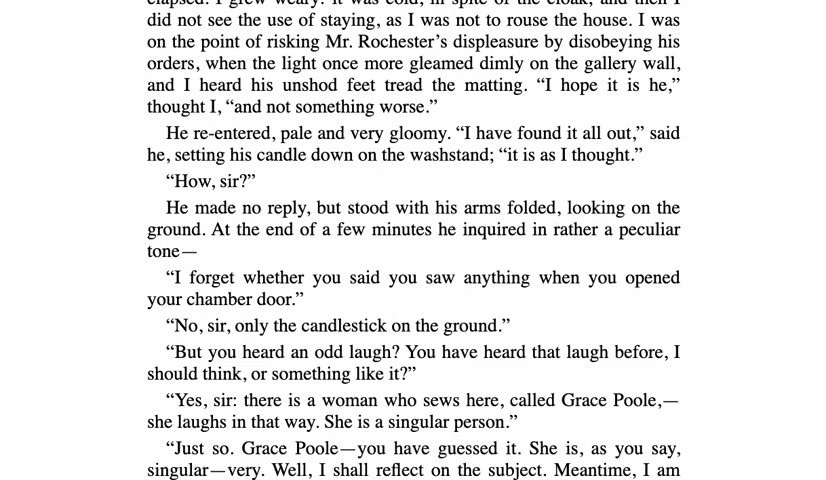 elapsed. I grew weary: it was cold, in spite of the cloak; and then I
did not see the use of staying, as I was not to rouse the house. I was
on the point of risking Mr. Rochester’s displeasure by disobeying his
orders, when the light once more gleamed dimly on the gallery wall,
and I heard his unshod feet tread the matting. “I hope it is he,”
thought I, “and not something worse.”
He re-entered, pale and very gloomy. “I have found it all out,” said
he, setting his candle down on the washstand; “it is as I thought.”
“How, sir?”
He made no reply, but stood with his arms folded, looking on the
ground. At the end of a few minutes he inquired in rather a peculiar
tone—
“I forget whether you said you saw anything when you opened
your chamber door.”
“No, sir, only the candlestick on the ground.”
“But you heard an odd laugh? You have heard that laugh before, I
should think, or something like it?”
“Yes, sir: there is a woman who sews here, called Grace Poole,—
she laughs in that way. She is a singular person.”
“Just so. Grace Poole—you have guessed it. She is, as you say,
singular—very. Well, I shall reflect on the subject. Meantime, I am